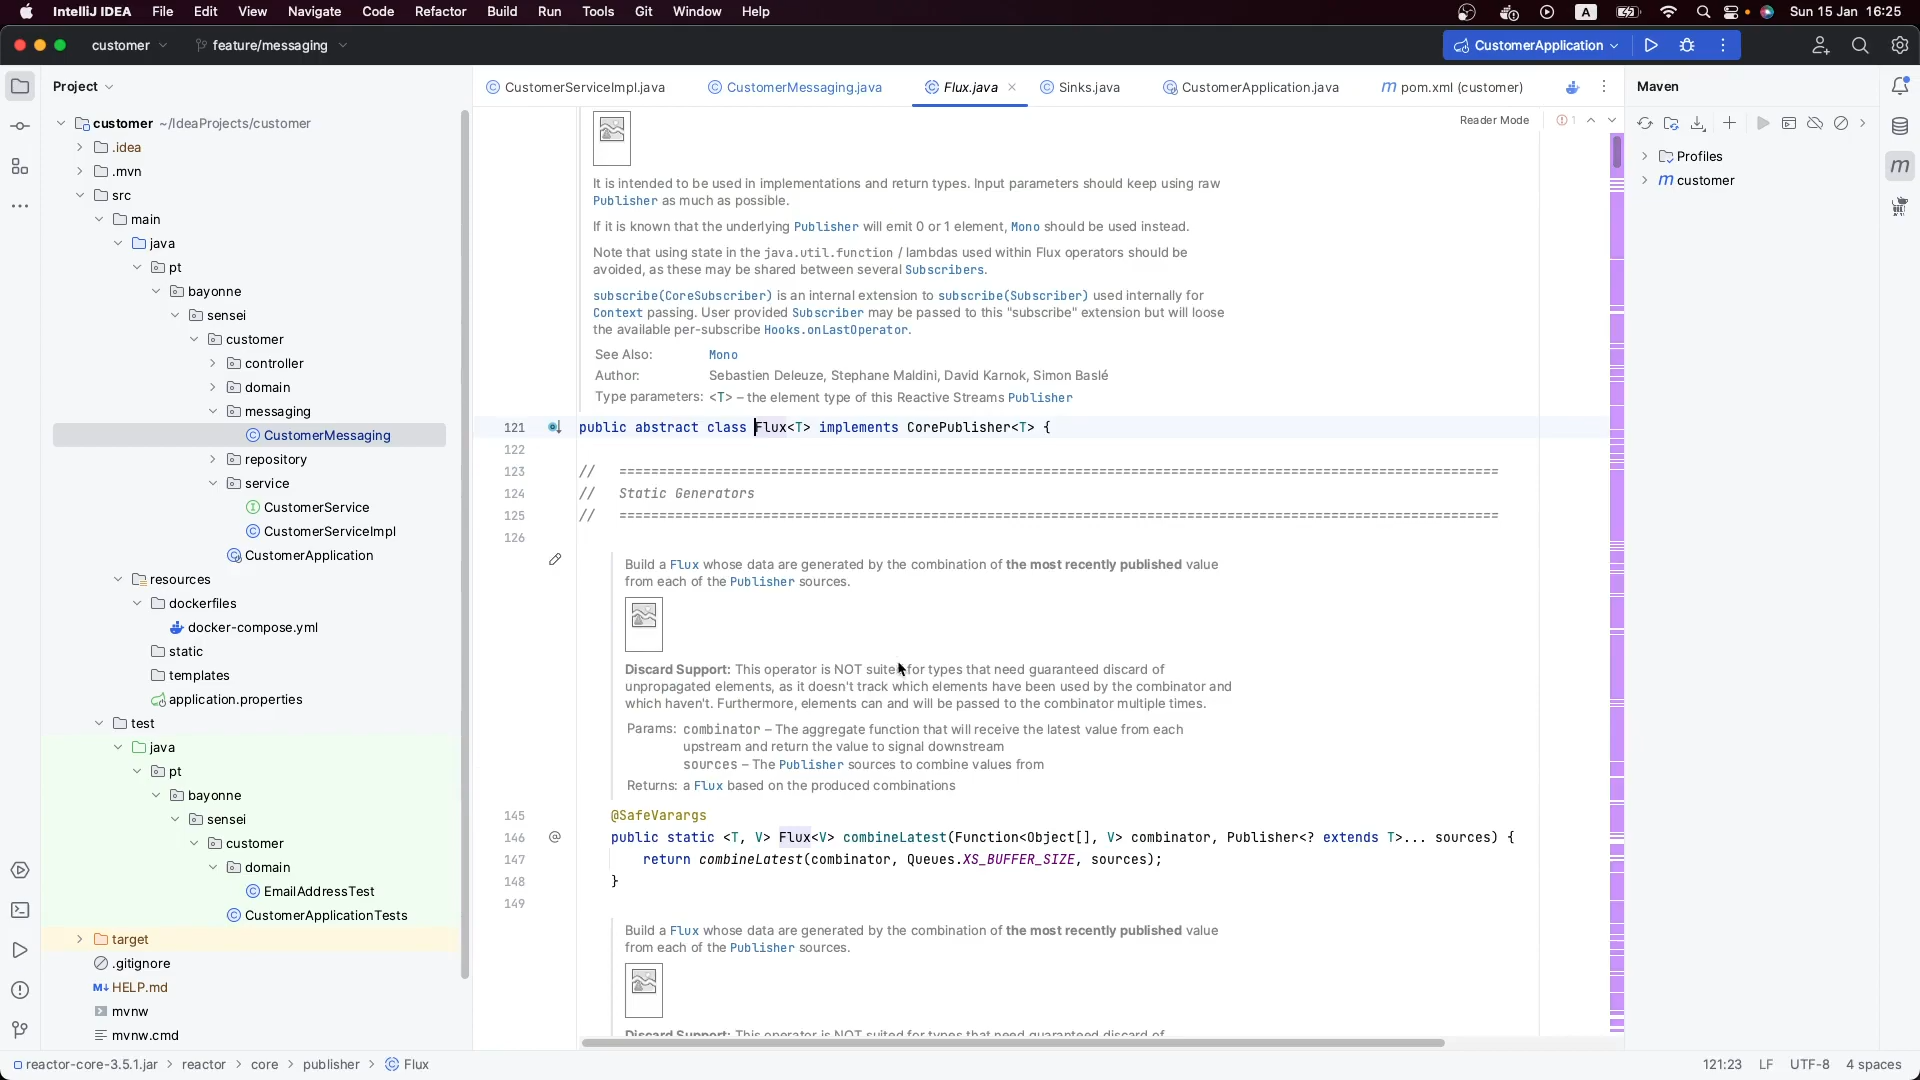 IntelliJ IDEA File Edit View Navigate Code Refactor Build Run Tools Git Window Help A Sun 15 Jan 16:25
customer feature/messaging CustomerApplication
Project
customer ~/IdeaProjects/customer
.idea
.mvn
src
main
java
pt
bayonne
sensei
customer
controller
domain
messaging
CustomerMessaging
repository
service
CustomerService
CustomerServiceImpl
CustomerApplication
resources
dockerfiles
docker-compose.yml
static
templates
application.properties
test
java
pt
bayonne
sensei
customer
domain
EmailAddressTest
CustomerApplicationTests
target
.gitignore
M↓ HELP.md
mvnw
mvnw.cmd
CustomerServiceImpl.java CustomerMessaging.java Flux.java Sinks.java CustomerApplication.java pom.xml (customer)
Reader Mode 1
It is intended to be used in implementations and return types. Input parameters should keep using raw
Publisher as much as possible.
If it is known that the underlying Publisher will emit 0 or 1 element, Mono should be used instead.
Note that using state in the java.util.function / lambdas used within Flux operators should be
avoided, as these may be shared between several Subscribers.
subscribe(CoreSubscriber) is an internal extension to subscribe(Subscriber) used internally for
Context passing. User provided Subscriber may be passed to this "subscribe" extension but will loose
the available per-subscribe Hooks.onLastOperator.
See Also: Mono
Author: Sebastien Deleuze, Stephane Maldini, David Karnok, Simon Baslé
Type parameters: <T> – the element type of this Reactive Streams Publisher
121 public abstract class Flux<T> implements CorePublisher<T> {
122
123 // ==============================================================================================================
124 // Static Generators
125 // ==============================================================================================================
126
Build a Flux whose data are generated by the combination of the most recently published value
from each of the Publisher sources.
Discard Support: This operator is NOT suited for types that need guaranteed discard of
unpropagated elements, as it doesn't track which elements have been used by the combinator and
which haven't. Furthermore, elements can and will be passed to the combinator multiple times.
Params: combinator – The aggregate function that will receive the latest value from each
upstream and return the value to signal downstream
sources – The Publisher sources to combine values from
Returns: a Flux based on the produced combinations
145 @SafeVarargs
146 @ public static <T, V> Flux<V> combineLatest(Function<Object[], V> combinator, Publisher<? extends T>... sources) {
147 return combineLatest(combinator, Queues.XS_BUFFER_SIZE, sources);
148 }
149
Build a Flux whose data are generated by the combination of the most recently published value
from each of the Publisher sources.
Discard Support: This operator is NOT suited for types that need guaranteed discard of
Maven
Profiles
m customer
reactor-core-3.5.1.jar > reactor > core > publisher > Flux 121:23 LF UTF-8 4 spaces